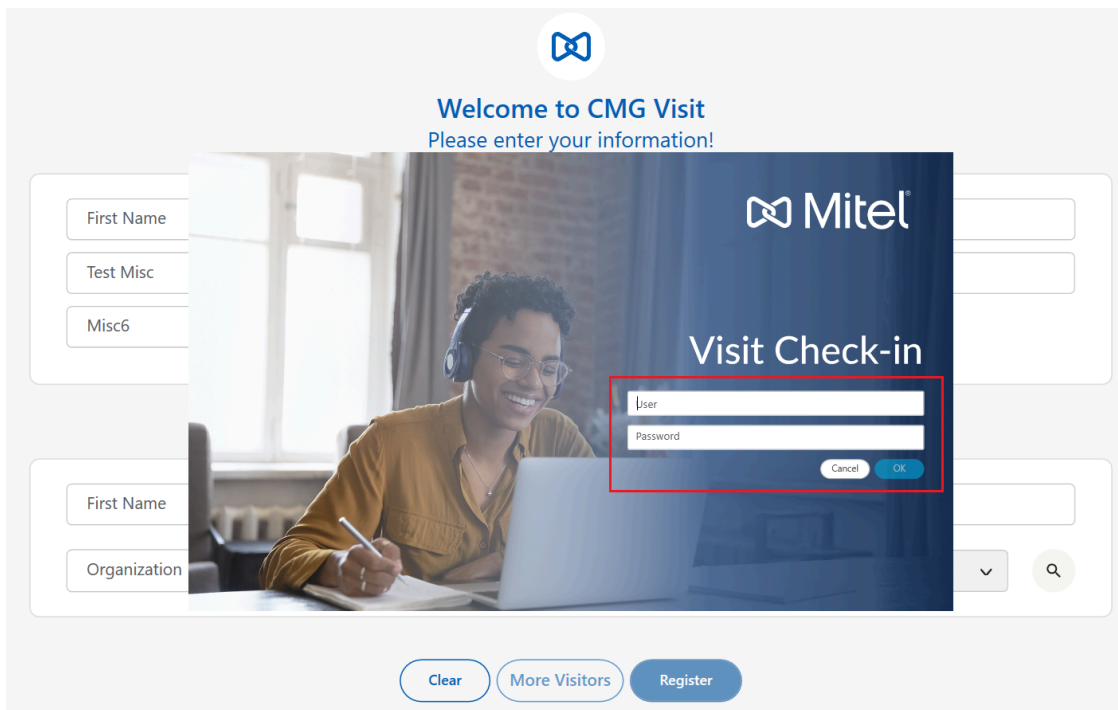 Welcome to CMG Visit
Please enter your information!
Mitel®
First Name
Test Misc
Misc6
Visit Check-in
User
Password
Cancel OK
First Name
Organization
Clear More Visitors Register